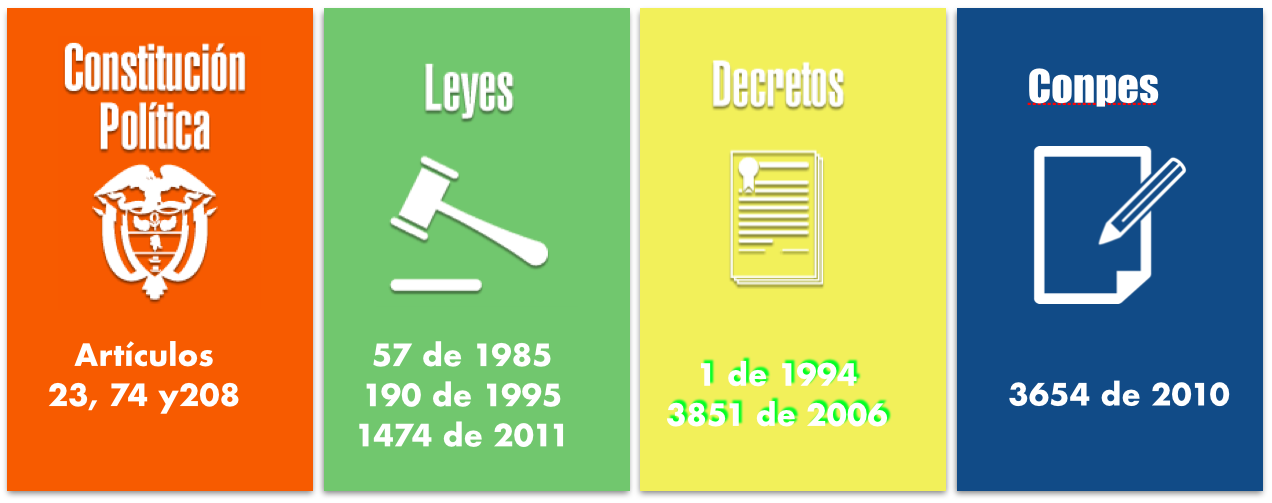 Constitución
Política
Artículos
23, 74 y208
Leyes
57 de 1985
190 de 1995
1474 de 2011
Decretos
1 de 1994
3851 de 2006
Conpes
3654 de 2010